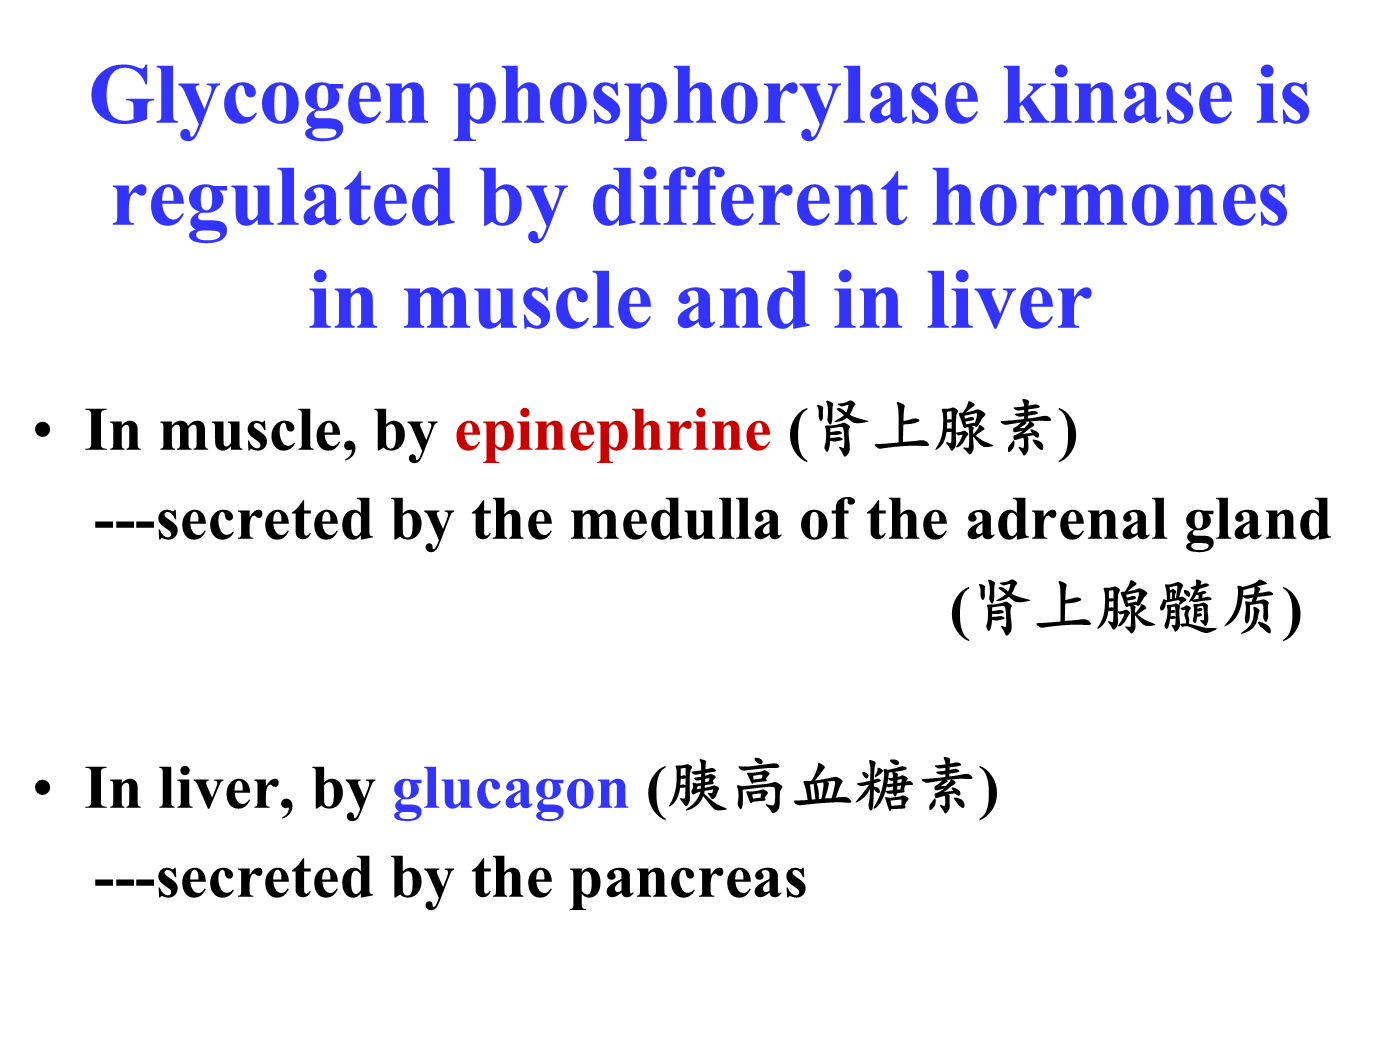 Glycogen phosphorylase kinase is
regulated by different hormones
in muscle and in liver
• In muscle, by epinephrine (肾上腺素)
---secreted by the medulla of the adrenal gland
(肾上腺髓质)
• In liver, by glucagon (胰高血糖素)
---secreted by the pancreas